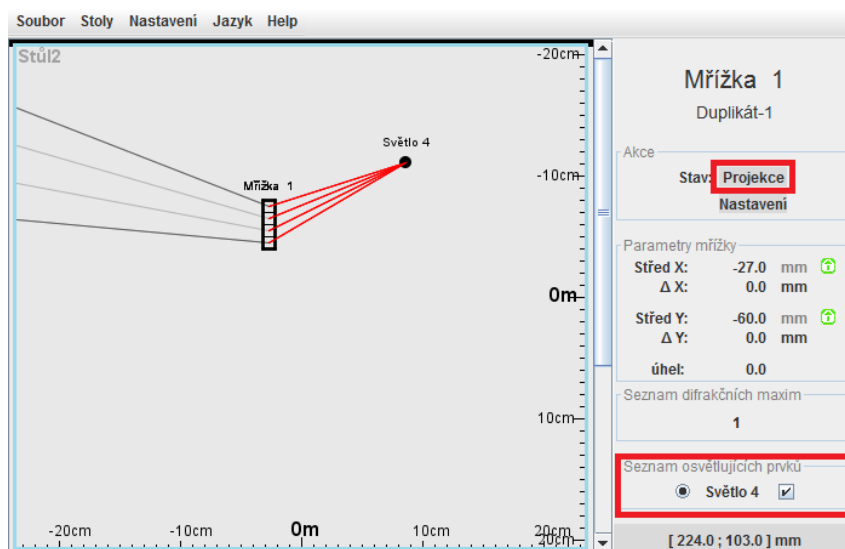 Soubor Stoly Nastavení Jazyk Help
Stůl2
-20cm
Světlo 4
Mřížka 1
-10cm
0m
10cm
20cm
-20cm -10cm 0m 10cm 20cm
Mřížka 1
Duplikát-1
Akce
Stav: Projekce
Nastavení
Parametry mřížky
Střed X: -27.0 mm
Δ X: 0.0 mm
Střed Y: -60.0 mm
Δ Y: 0.0 mm
úhel: 0.0
Seznam difrakčních maxim
1
Seznam osvětlujících prvků
Světlo 4
[ 224.0 ; 103.0 ] mm